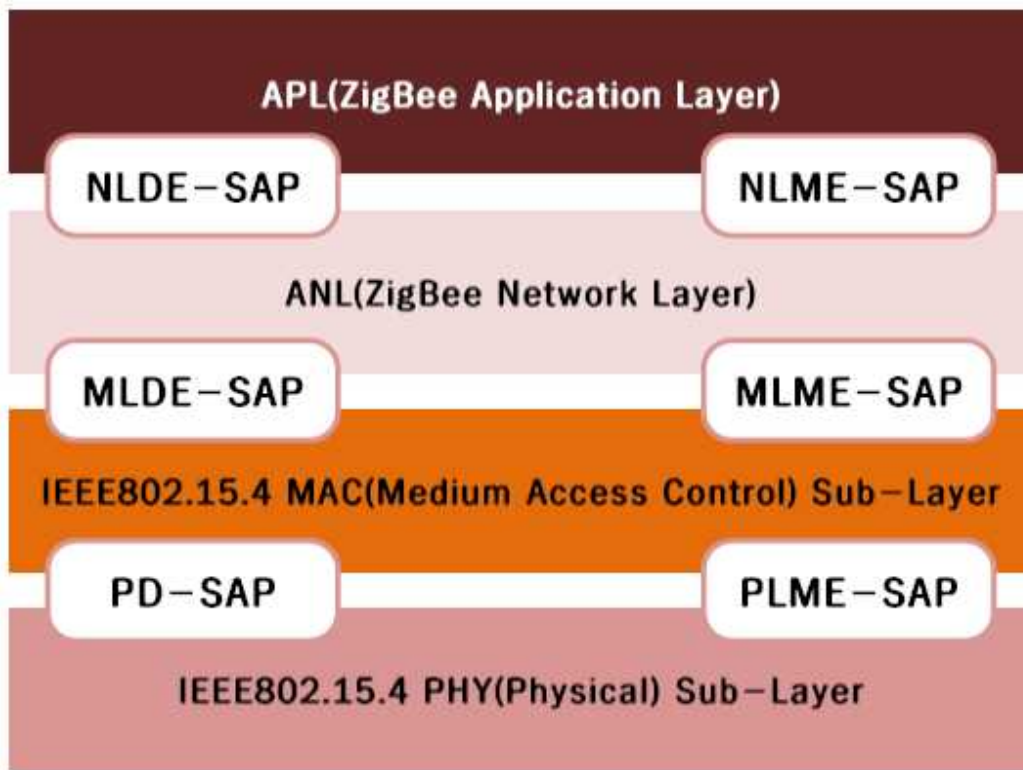 APL(ZigBee Application Layer)
NLDE-SAP
NLME-SAP
ANL(ZigBee Network Layer)
MLDE-SAP
MLME-SAP
IEEE802.15.4 MAC(Medium Access Control) Sub-Layer
PD-SAP
PLME-SAP
IEEE802.15.4 PHY(Physical) Sub-Layer